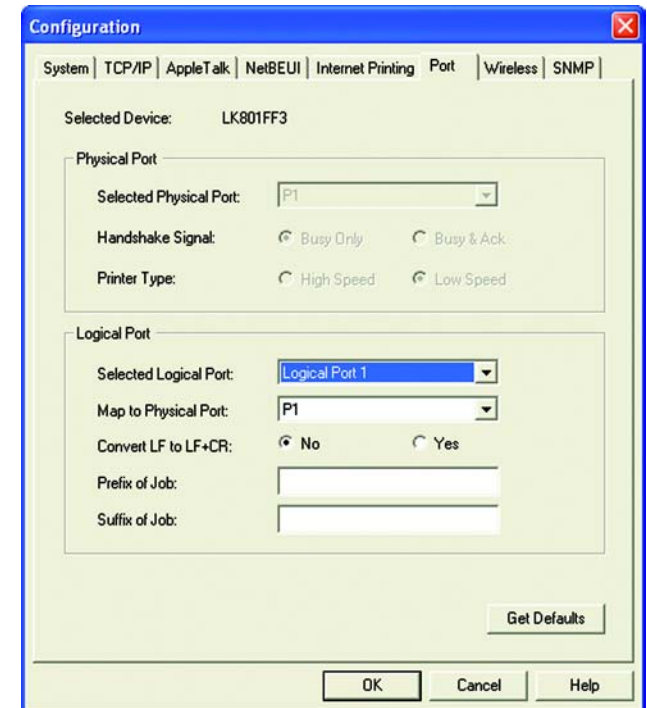 Configuration
System TCP/IP AppleTalk NetBEUI Internet Printing Port Wireless SNMP
Selected Device: LK801FF3
Physical Port
Selected Physical Port: P1
Handshake Signal: Busy Only Busy & Ack
Printer Type: High Speed Low Speed
Logical Port
Selected Logical Port: Logical Port 1
Map to Physical Port: P1
Convert LF to LF+CR: No Yes
Prefix of Job:
Suffix of Job:
Get Defaults
OK Cancel Help